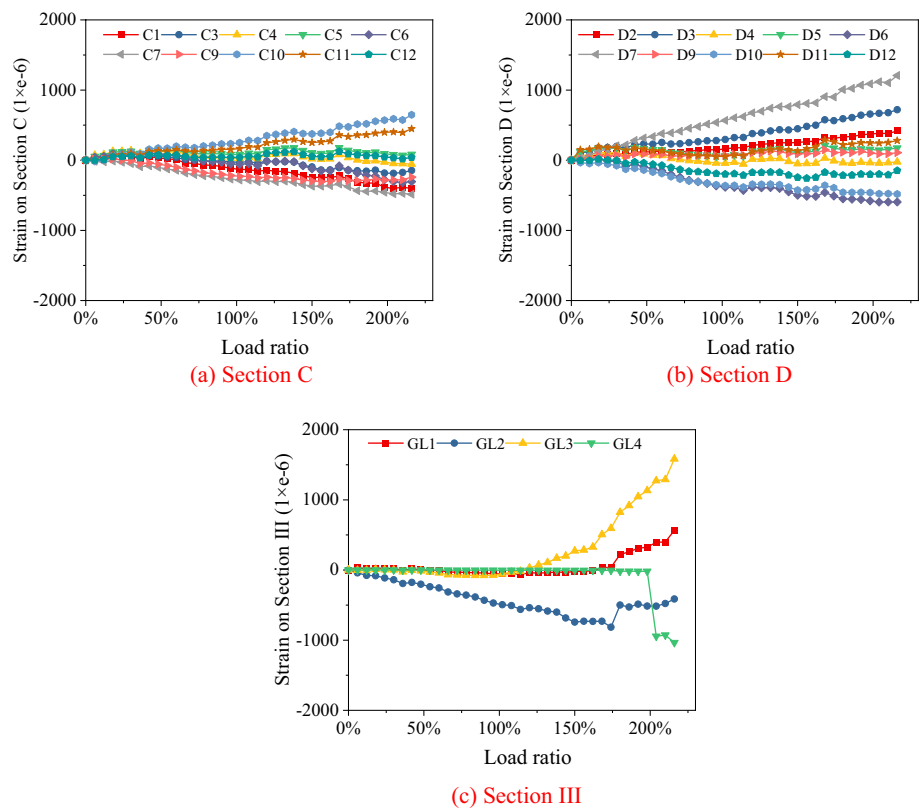 2000
1000
0
-1000
-2000
Strain on Section C (1×e-6)
C1 C3 C4 C5 C6
C7 C9 C10 C11 C12
0% 50% 100% 150% 200%
Load ratio
(a) Section C
2000
1000
0
-1000
-2000
Strain on Section D (1×e-6)
D2 D3 D4 D5 D6
D7 D9 D10 D11 D12
0% 50% 100% 150% 200%
Load ratio
(b) Section D
2000
1000
0
-1000
-2000
Strain on Section III (1×e-6)
GL1 GL2 GL3 GL4
0% 50% 100% 150% 200%
Load ratio
(c) Section III